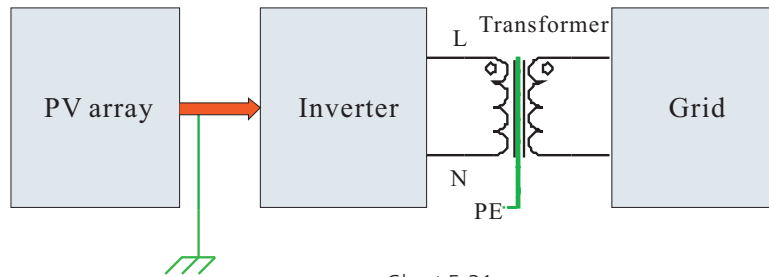 Transformer
L
PV array
Inverter
Grid
N
PE